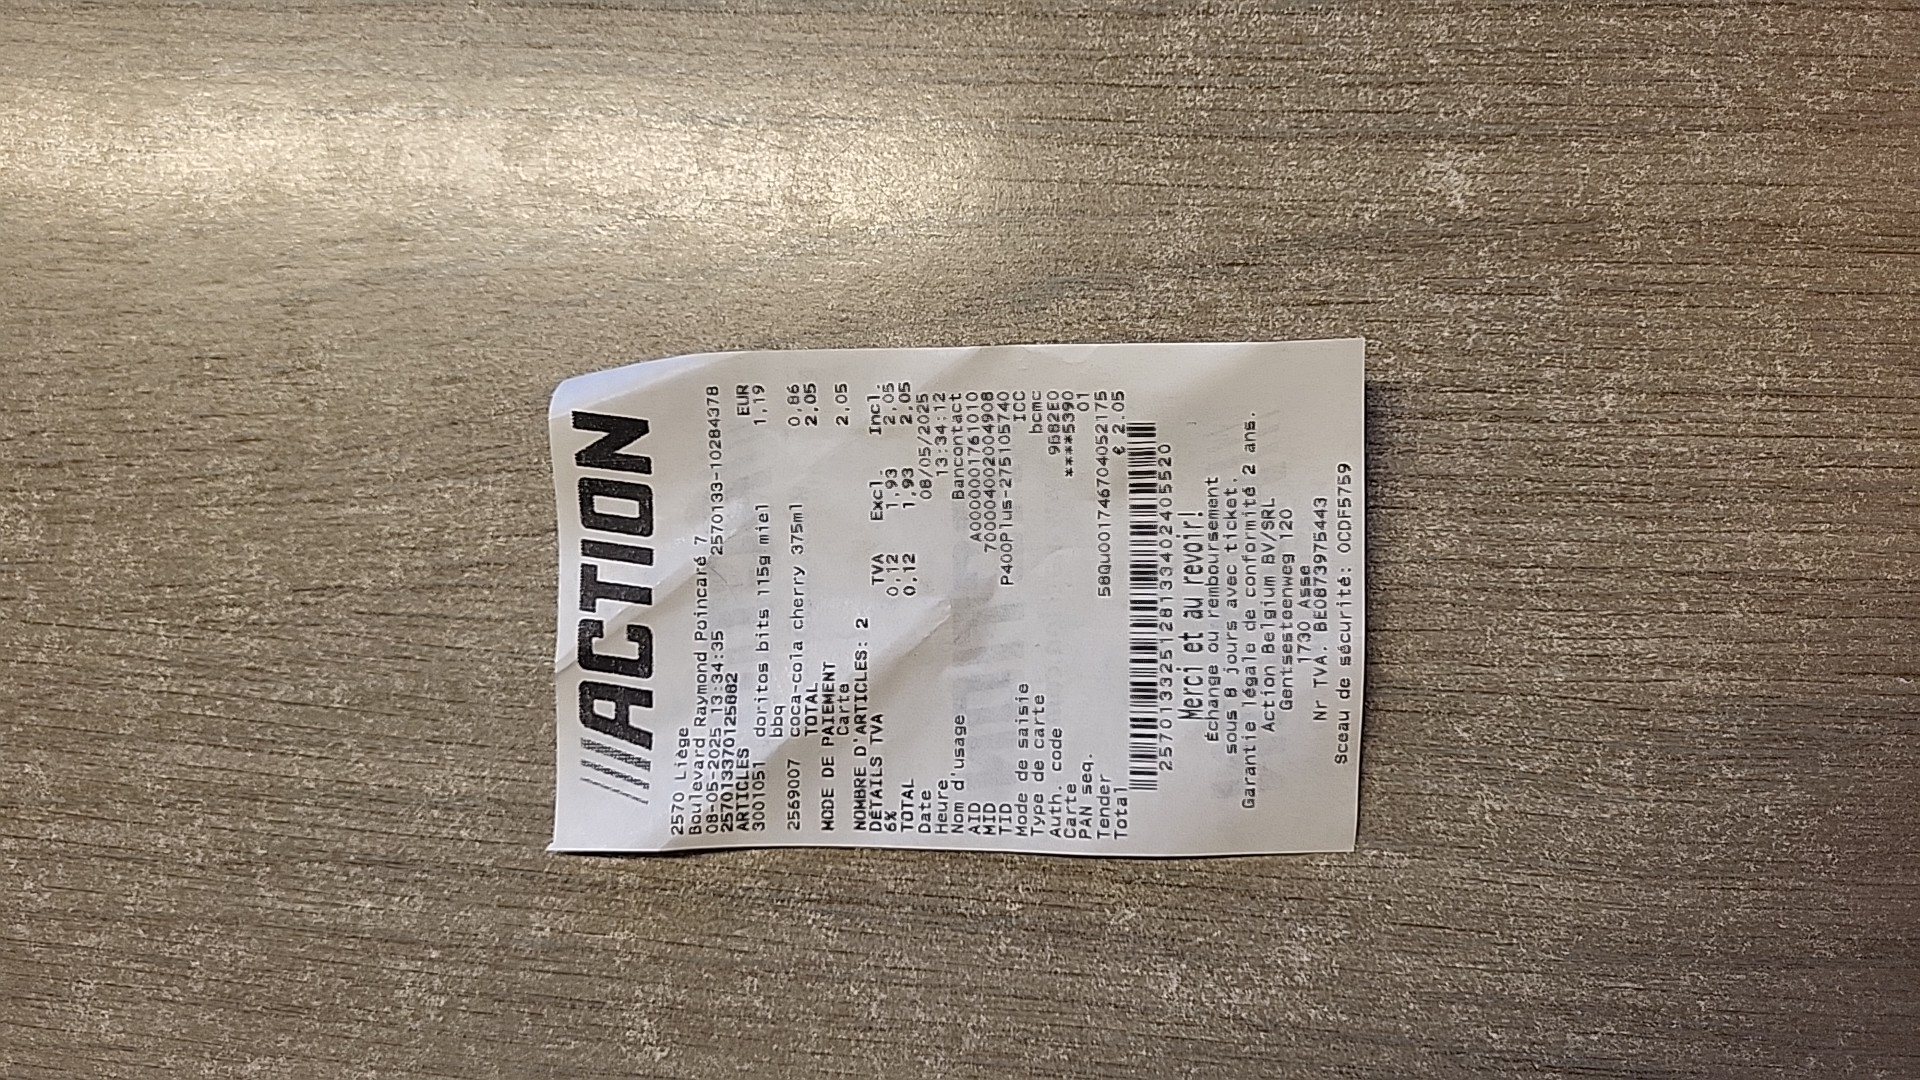 ACTION
2570 Liège
Boulevard Raymond Poincaré 7
08-05-2025 13:34:35 2570133-10284378
257013370125882
ARTICLES EUR
3001051 doritos bits 115g miel 1,19
bbq
2569007 coca-cola cherry 375ml 0,86
TOTAL 2,05
MODE DE PAIEMENT
Carte 2,05
NOMBRE D'ARTICLES: 2
DÉTAILS TVA TVA Excl. Incl.
6% 0,12 1,93 2,05
TOTAL 0,12 1,93 2,05
Date 08/05/2025
Heure 13:34:12
Nom d'usage Bancontact
AID A0000001761010
MID 700004002004908
TID P400Plus-275105740
Mode de saisie ICC
Type de carte bcmc
Auth. code 9682E0
Carte ****5390
PAN seq. 01
Tender 58QU001746704052175
Total € 2.05
2570133251281334024 05520
Merci et au revoir!
Échange ou remboursement
sous 8 jours avec ticket.
Garantie légale de conformité 2 ans.
Action Belgium BV/SRL
Gentsesteenweg 120
1730 Asse
Nr TVA. BE0873975443
Sceau de sécurité: 0CDF5759